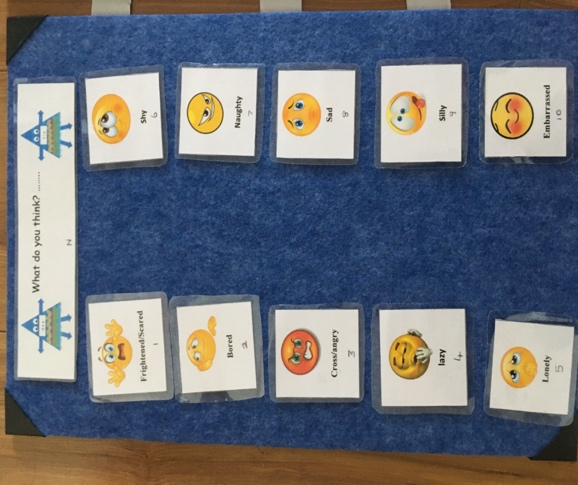 What do you think? .......
Frightened/Scared
1
Shy
6
Bored
2
Naughty
7
Cross/angry
3
Sad
8
lazy
4
Silly
9
Lonely
5
Embarrassed
10